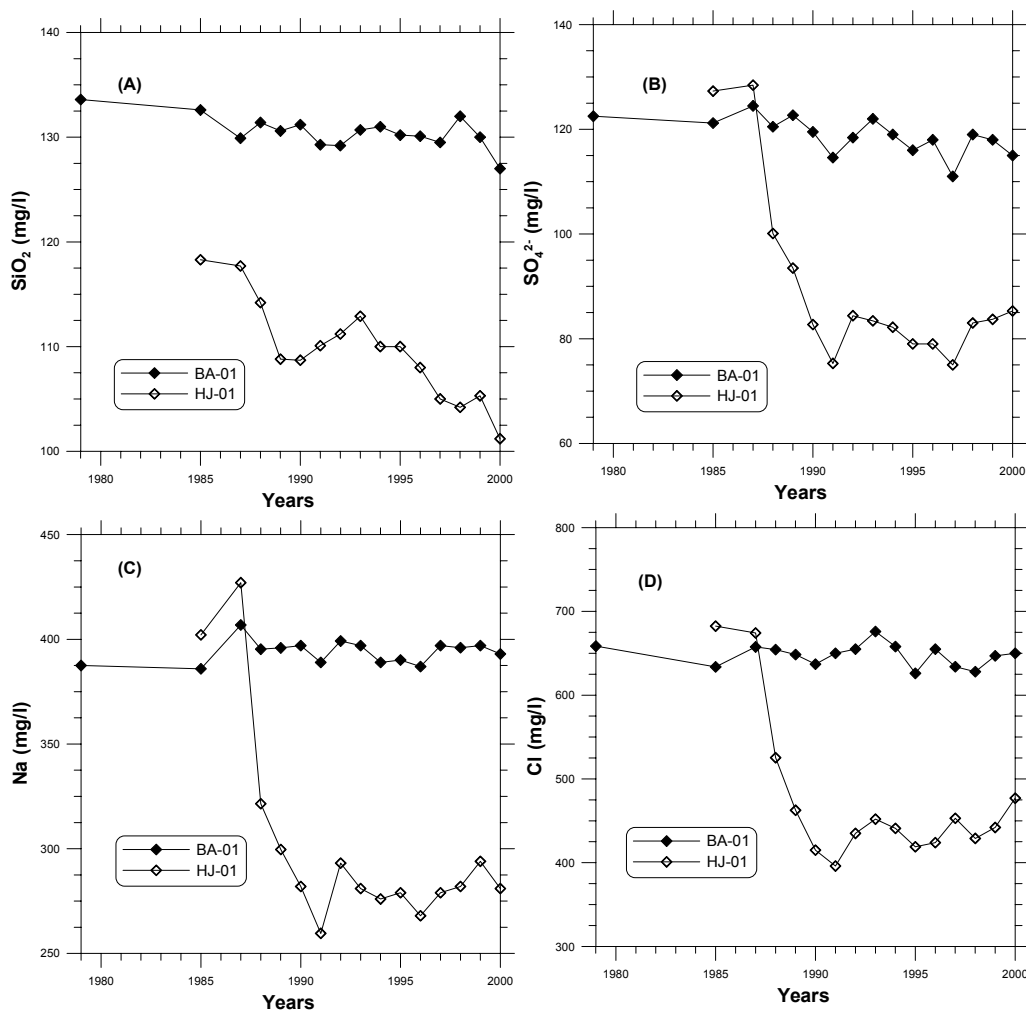 (A)
SiO2 (mg/l)
140
130
120
110
100
BA-01
HJ-01
1980 1985 1990 1995 2000
Years
(B)
SO4 2- (mg/l)
140
120
100
80
60
BA-01
HJ-01
1980 1985 1990 1995 2000
Years
(C)
Na (mg/l)
450
400
350
300
250
BA-01
HJ-01
1980 1985 1990 1995 2000
Years
(D)
Cl (mg/l)
800
700
600
500
400
300
BA-01
HJ-01
1980 1985 1990 1995 2000
Years